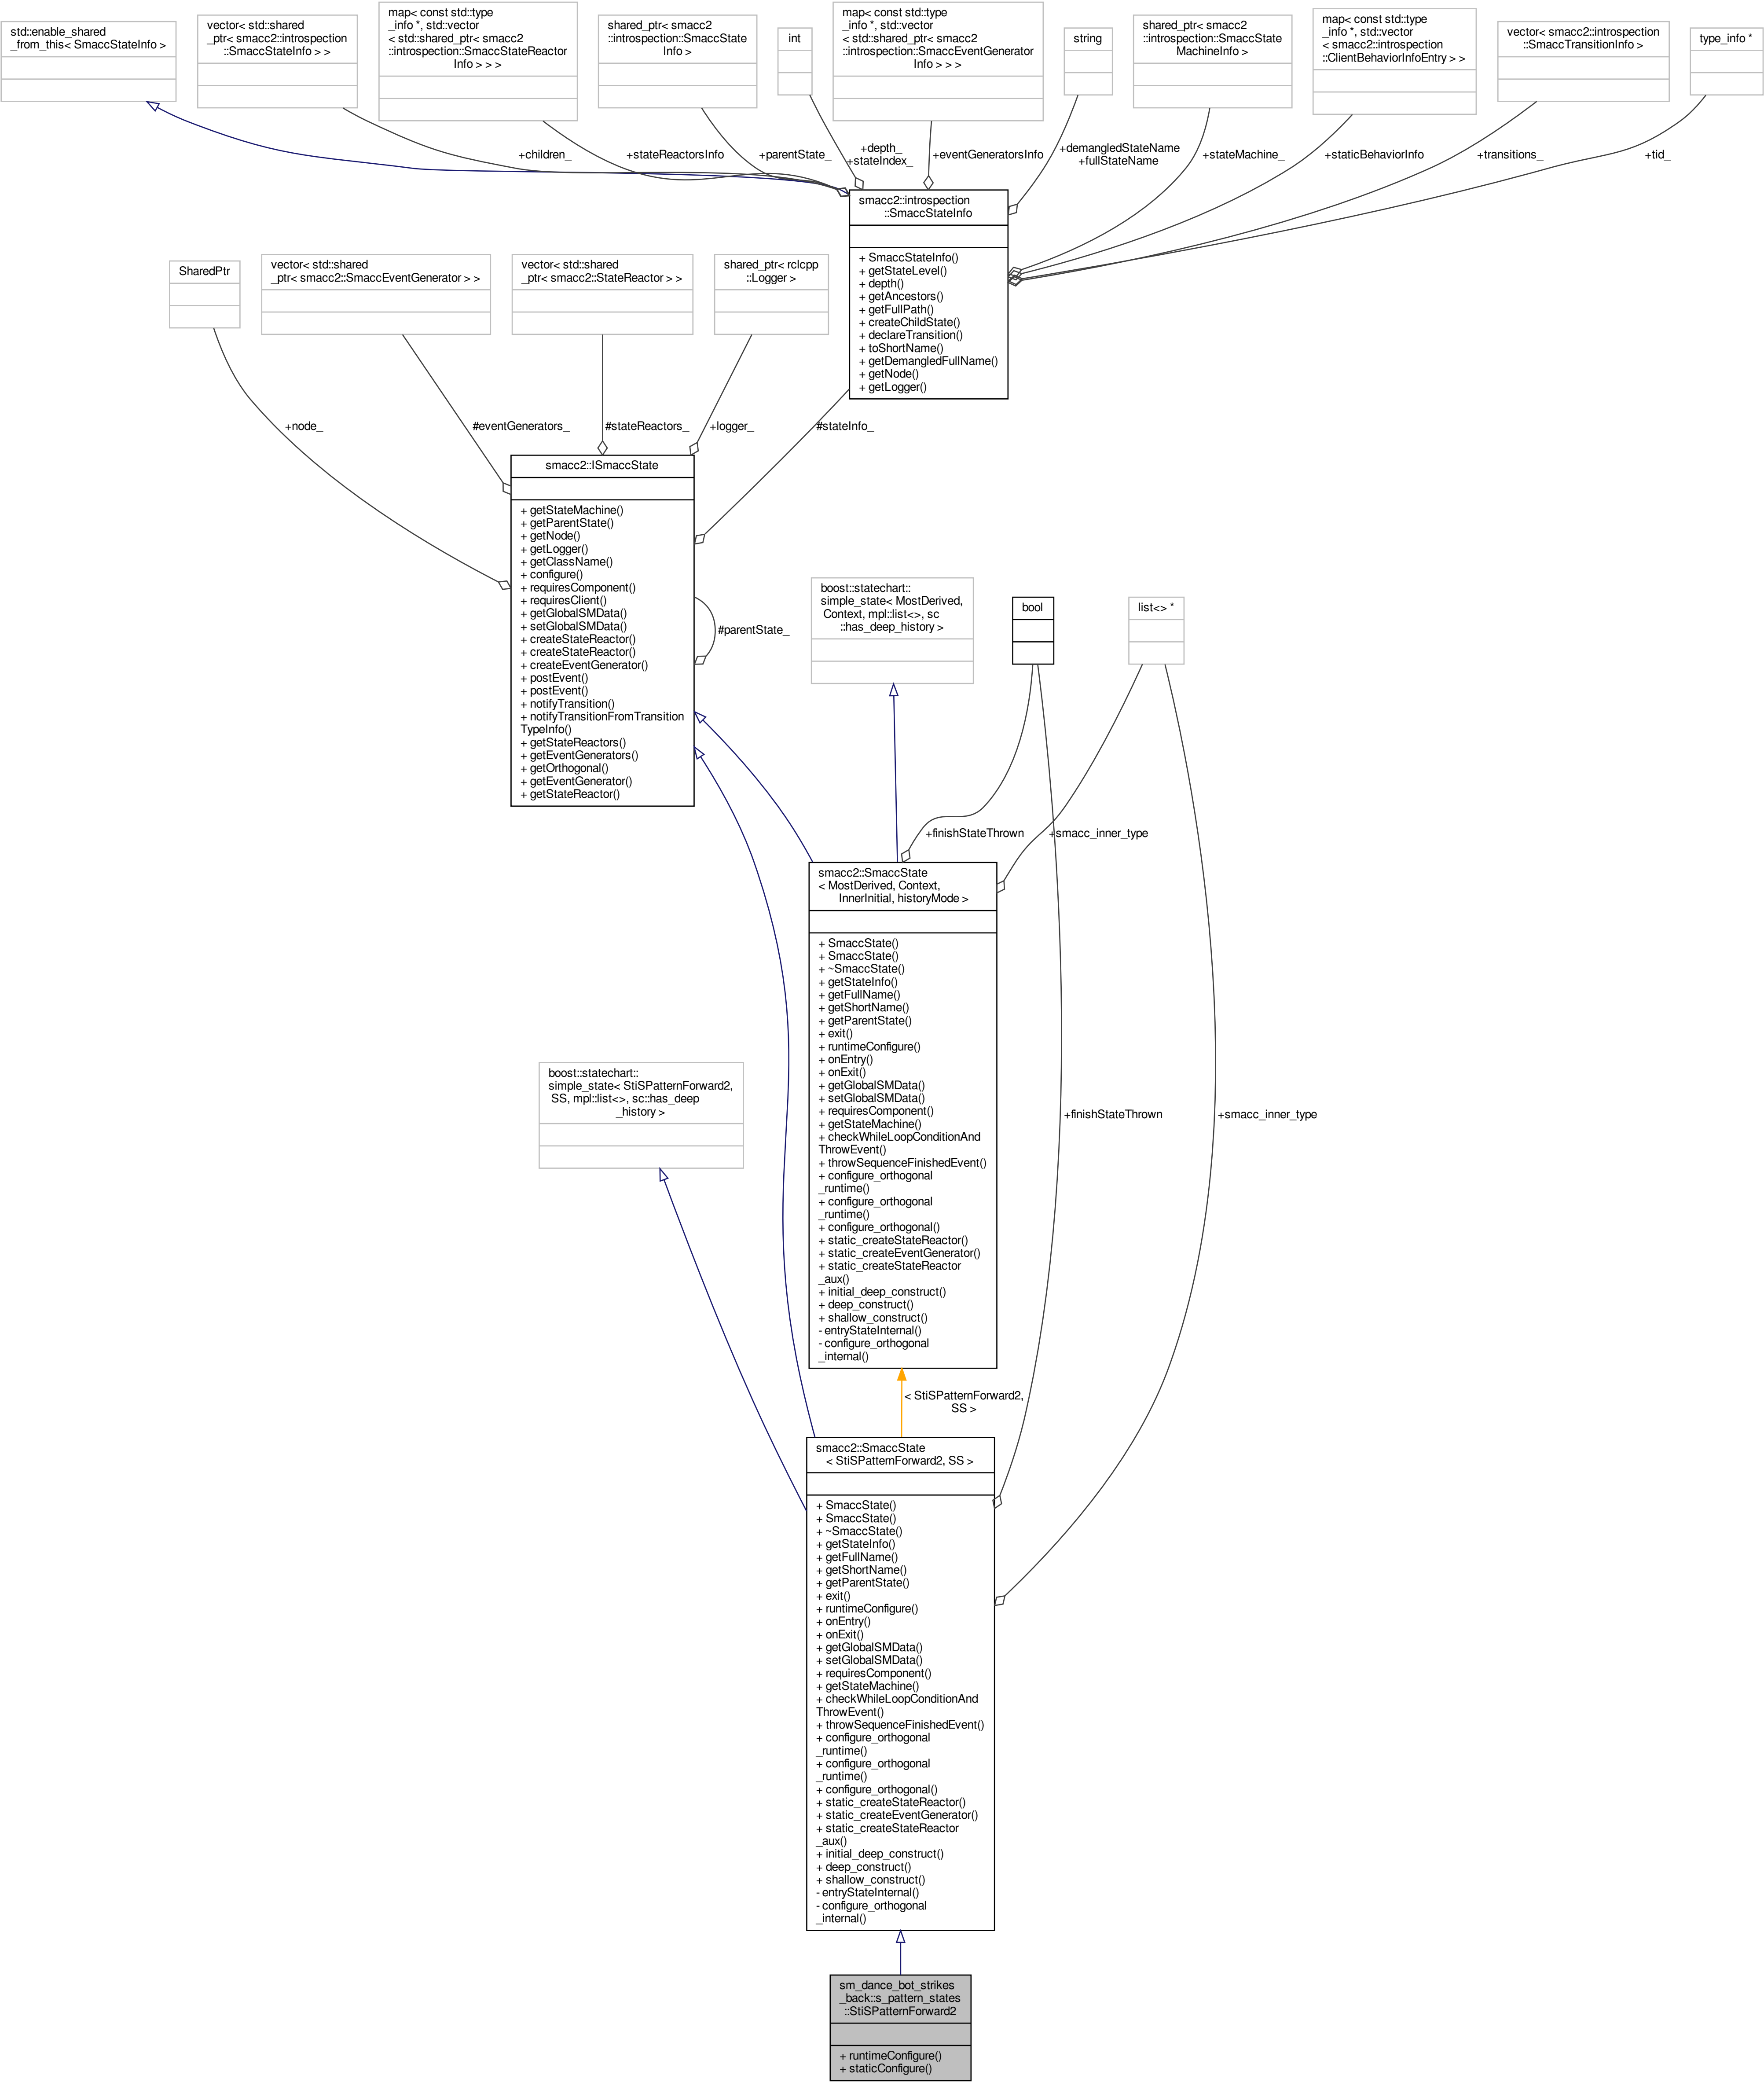 std::enable_shared
_from_this< SmaccStateInfo >
vector< std::shared
_ptr< smacc2::introspection
::SmaccStateInfo > >
map< const std::type
_info *, std::vector
< std::shared_ptr< smacc2
::introspection::SmaccStateReactor
Info > > >
shared_ptr< smacc2
::introspection::SmaccState
Info >
int
map< const std::type
_info *, std::vector
< std::shared_ptr< smacc2
::introspection::SmaccEventGenerator
Info > > >
string
shared_ptr< smacc2
::introspection::SmaccState
MachineInfo >
map< const std::type
_info *, std::vector
< smacc2::introspection
::ClientBehaviorInfoEntry > >
vector< smacc2::introspection
::SmaccTransitionInfo >
type_info *
+children_
+stateReactorsInfo
+parentState_
+depth_
+stateIndex_
+eventGeneratorsInfo
+demangledStateName
+fullStateName
+stateMachine_
+staticBehaviorInfo
+transitions_
+tid_
smacc2::introspection
::SmaccStateInfo
+ SmaccStateInfo()
+ getStateLevel()
+ depth()
+ getAncestors()
+ getFullPath()
+ createChildState()
+ declareTransition()
+ toShortName()
+ getDemangledFullName()
+ getNode()
+ getLogger()
SharedPtr
vector< std::shared
_ptr< smacc2::SmaccEventGenerator > >
vector< std::shared
_ptr< smacc2::StateReactor > >
shared_ptr< rclcpp
::Logger >
+node_
#eventGenerators_
#stateReactors_
+logger_
#stateInfo_
smacc2::ISmaccState
+ getStateMachine()
+ getParentState()
+ getNode()
+ getLogger()
+ getClassName()
+ configure()
+ requiresComponent()
+ requiresClient()
+ getGlobalSMData()
+ setGlobalSMData()
+ createStateReactor()
+ createStateReactor()
+ createEventGenerator()
+ postEvent()
+ postEvent()
+ notifyTransition()
+ notifyTransitionFromTransition
TypeInfo()
+ getStateReactors()
+ getEventGenerators()
+ getOrthogonal()
+ getEventGenerator()
+ getStateReactor()
#parentState_
boost::statechart::
simple_state< MostDerived,
Context, mpl::list<>, sc
::has_deep_history >
bool
list<> *
+finishStateThrown
+smacc_inner_type
smacc2::SmaccState
< MostDerived, Context,
InnerInitial, historyMode >
+ SmaccState()
+ SmaccState()
+ ~SmaccState()
+ getStateInfo()
+ getFullName()
+ getShortName()
+ getParentState()
+ exit()
+ runtimeConfigure()
+ onEntry()
+ onExit()
+ getGlobalSMData()
+ setGlobalSMData()
+ requiresComponent()
+ getStateMachine()
+ checkWhileLoopConditionAnd
ThrowEvent()
+ throwSequenceFinishedEvent()
+ configure_orthogonal
_runtime()
+ configure_orthogonal
_runtime()
+ configure_orthogonal()
+ static_createStateReactor()
+ static_createEventGenerator()
+ static_createStateReactor
_aux()
+ initial_deep_construct()
+ deep_construct()
+ shallow_construct()
- entryStateInternal()
- configure_orthogonal
_internal()
boost::statechart::
simple_state< StiSPatternForward2,
SS, mpl::list<>, sc::has_deep
_history >
+finishStateThrown
+smacc_inner_type
< StiSPatternForward2,
SS >
smacc2::SmaccState
< StiSPatternForward2, SS >
+ SmaccState()
+ SmaccState()
+ ~SmaccState()
+ getStateInfo()
+ getFullName()
+ getShortName()
+ getParentState()
+ exit()
+ runtimeConfigure()
+ onEntry()
+ onExit()
+ getGlobalSMData()
+ setGlobalSMData()
+ requiresComponent()
+ getStateMachine()
+ checkWhileLoopConditionAnd
ThrowEvent()
+ throwSequenceFinishedEvent()
+ configure_orthogonal
_runtime()
+ configure_orthogonal
_runtime()
+ configure_orthogonal()
+ static_createStateReactor()
+ static_createEventGenerator()
+ static_createStateReactor
_aux()
+ initial_deep_construct()
+ deep_construct()
+ shallow_construct()
- entryStateInternal()
- configure_orthogonal
_internal()
sm_dance_bot_strikes
_back::s_pattern_states
::StiSPatternForward2
+ runtimeConfigure()
+ staticConfigure()